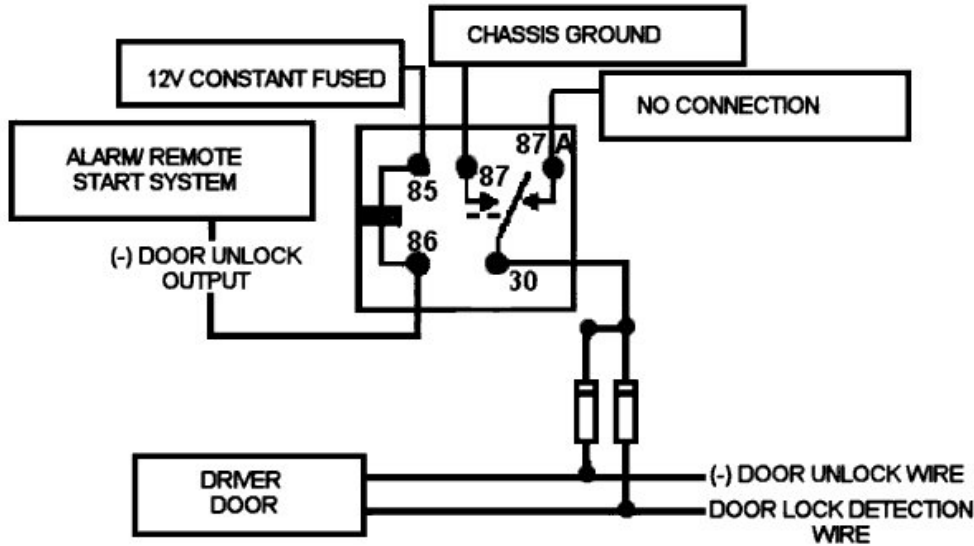 CHASSIS GROUND
12V CONSTANT FUSED
NO CONNECTION
ALARM/ REMOTE
START SYSTEM
87 A
87
85
86
30
(-) DOOR UNLOCK
OUTPUT
DRIVER
DOOR
(-) DOOR UNLOCK WIRE
DOOR LOCK DETECTION
WIRE